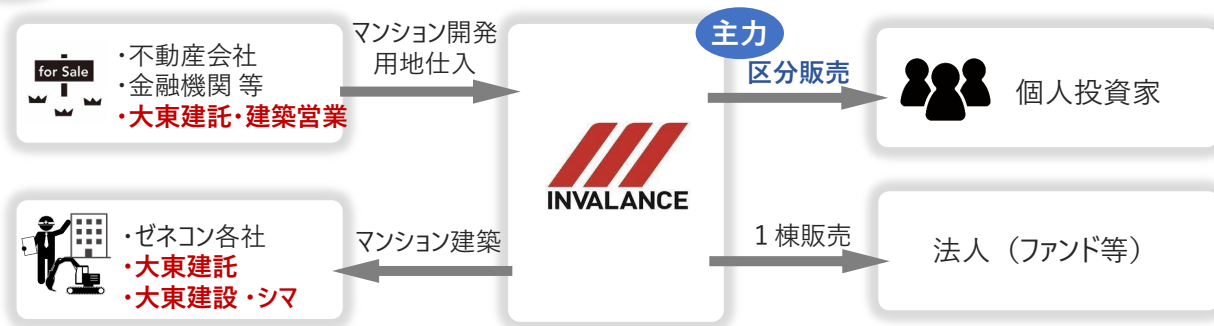 for Sale
・不動産会社
・金融機関 等
・大東建託・建築営業
マンション開発
用地仕入
主力
区分販売
個人投資家
INVALANCE
・ゼネコン各社
・大東建託
・大東建設 ・シマ
マンション建築
1 棟販売
法人（ファンド等）